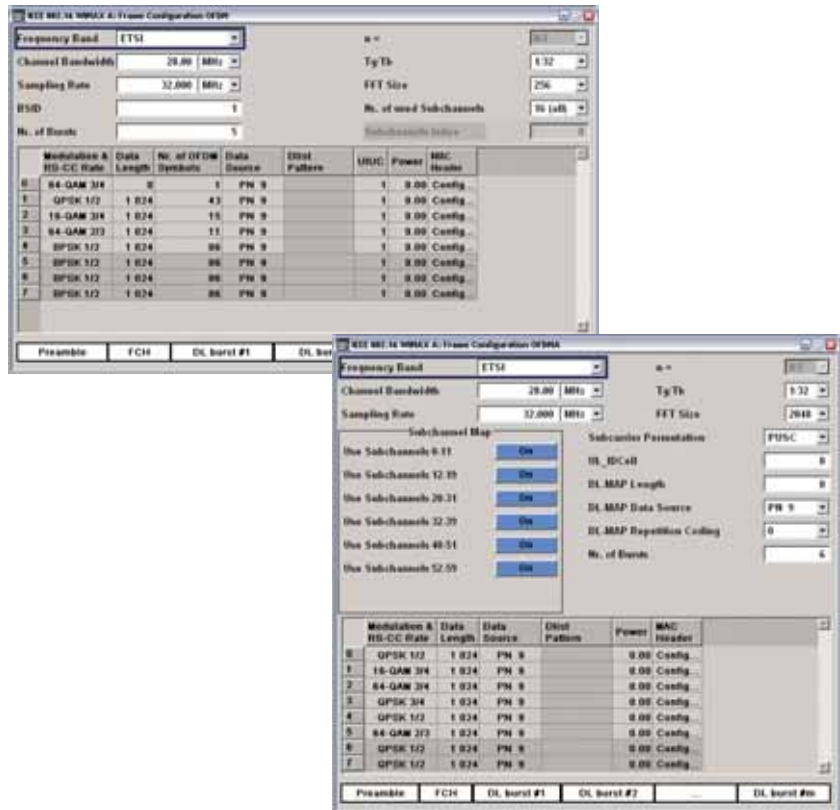 IEEE 802.16 WiMAX A: Frame Configuration OFDM
Frequency Band ETSI n =
Channel Bandwidth 28.00 MHz Tg/Tb 1/32
Sampling Rate 32.000 MHz FFT Size 256
BSID 1 Nr. of used Subchannels 16 (all)
Nr. of Bursts 5 Subchannels Index 0
Modulation & RS-CC Rate Data Length Nr. of OFDM Symbols Data Source DList Pattern UIUC Power MAC Header
0 64-QAM 3/4 0 1 PN 9 1 0.00 Config...
1 QPSK 1/2 1 024 43 PN 9 1 0.00 Config...
2 16-QAM 3/4 1 024 15 PN 9 1 0.00 Config...
3 64-QAM 2/3 1 024 11 PN 9 1 0.00 Config...
4 BPSK 1/2 1 024 86 PN 9 1 0.00 Config...
5 BPSK 1/2 1 024 86 PN 9 1 0.00 Config...
6 BPSK 1/2 1 024 86 PN 9 1 0.00 Config...
7 BPSK 1/2 1 024 86 PN 9 1 0.00 Config...
Preamble FCH DL burst #1
IEEE 802.16 WiMAX A: Frame Configuration OFDMA
Frequency Band ETSI n =
Channel Bandwidth 28.00 MHz Tg/Tb 1/32
Sampling Rate 32.000 MHz FFT Size 2048
Subchannel Map Subcarrier Permutation PUSC
Use Subchannels 0-11 On UL_IDCell 0
Use Subchannels 12-19 On DL-MAP Length 0
Use Subchannels 20-31 On DL-MAP Data Source PN 9
Use Subchannels 32-39 On DL-MAP Repetition Coding 0
Use Subchannels 40-51 On Nr. of Bursts 6
Use Subchannels 52-59 On
Modulation & RS-CC Rate Data Length Data Source DList Pattern Power MAC Header
0 QPSK 1/2 1 024 PN 9 0.00 Config...
1 16-QAM 3/4 1 024 PN 9 0.00 Config...
2 64-QAM 3/4 1 024 PN 9 0.00 Config...
3 QPSK 3/4 1 024 PN 9 0.00 Config...
4 QPSK 1/2 1 024 PN 9 0.00 Config...
5 64-QAM 2/3 1 024 PN 9 0.00 Config...
6 QPSK 1/2 1 024 PN 9 0.00 Config...
7 QPSK 1/2 1 024 PN 9 0.00 Config...
Preamble FCH DL burst #1 DL burst #2 ... DL burst #m